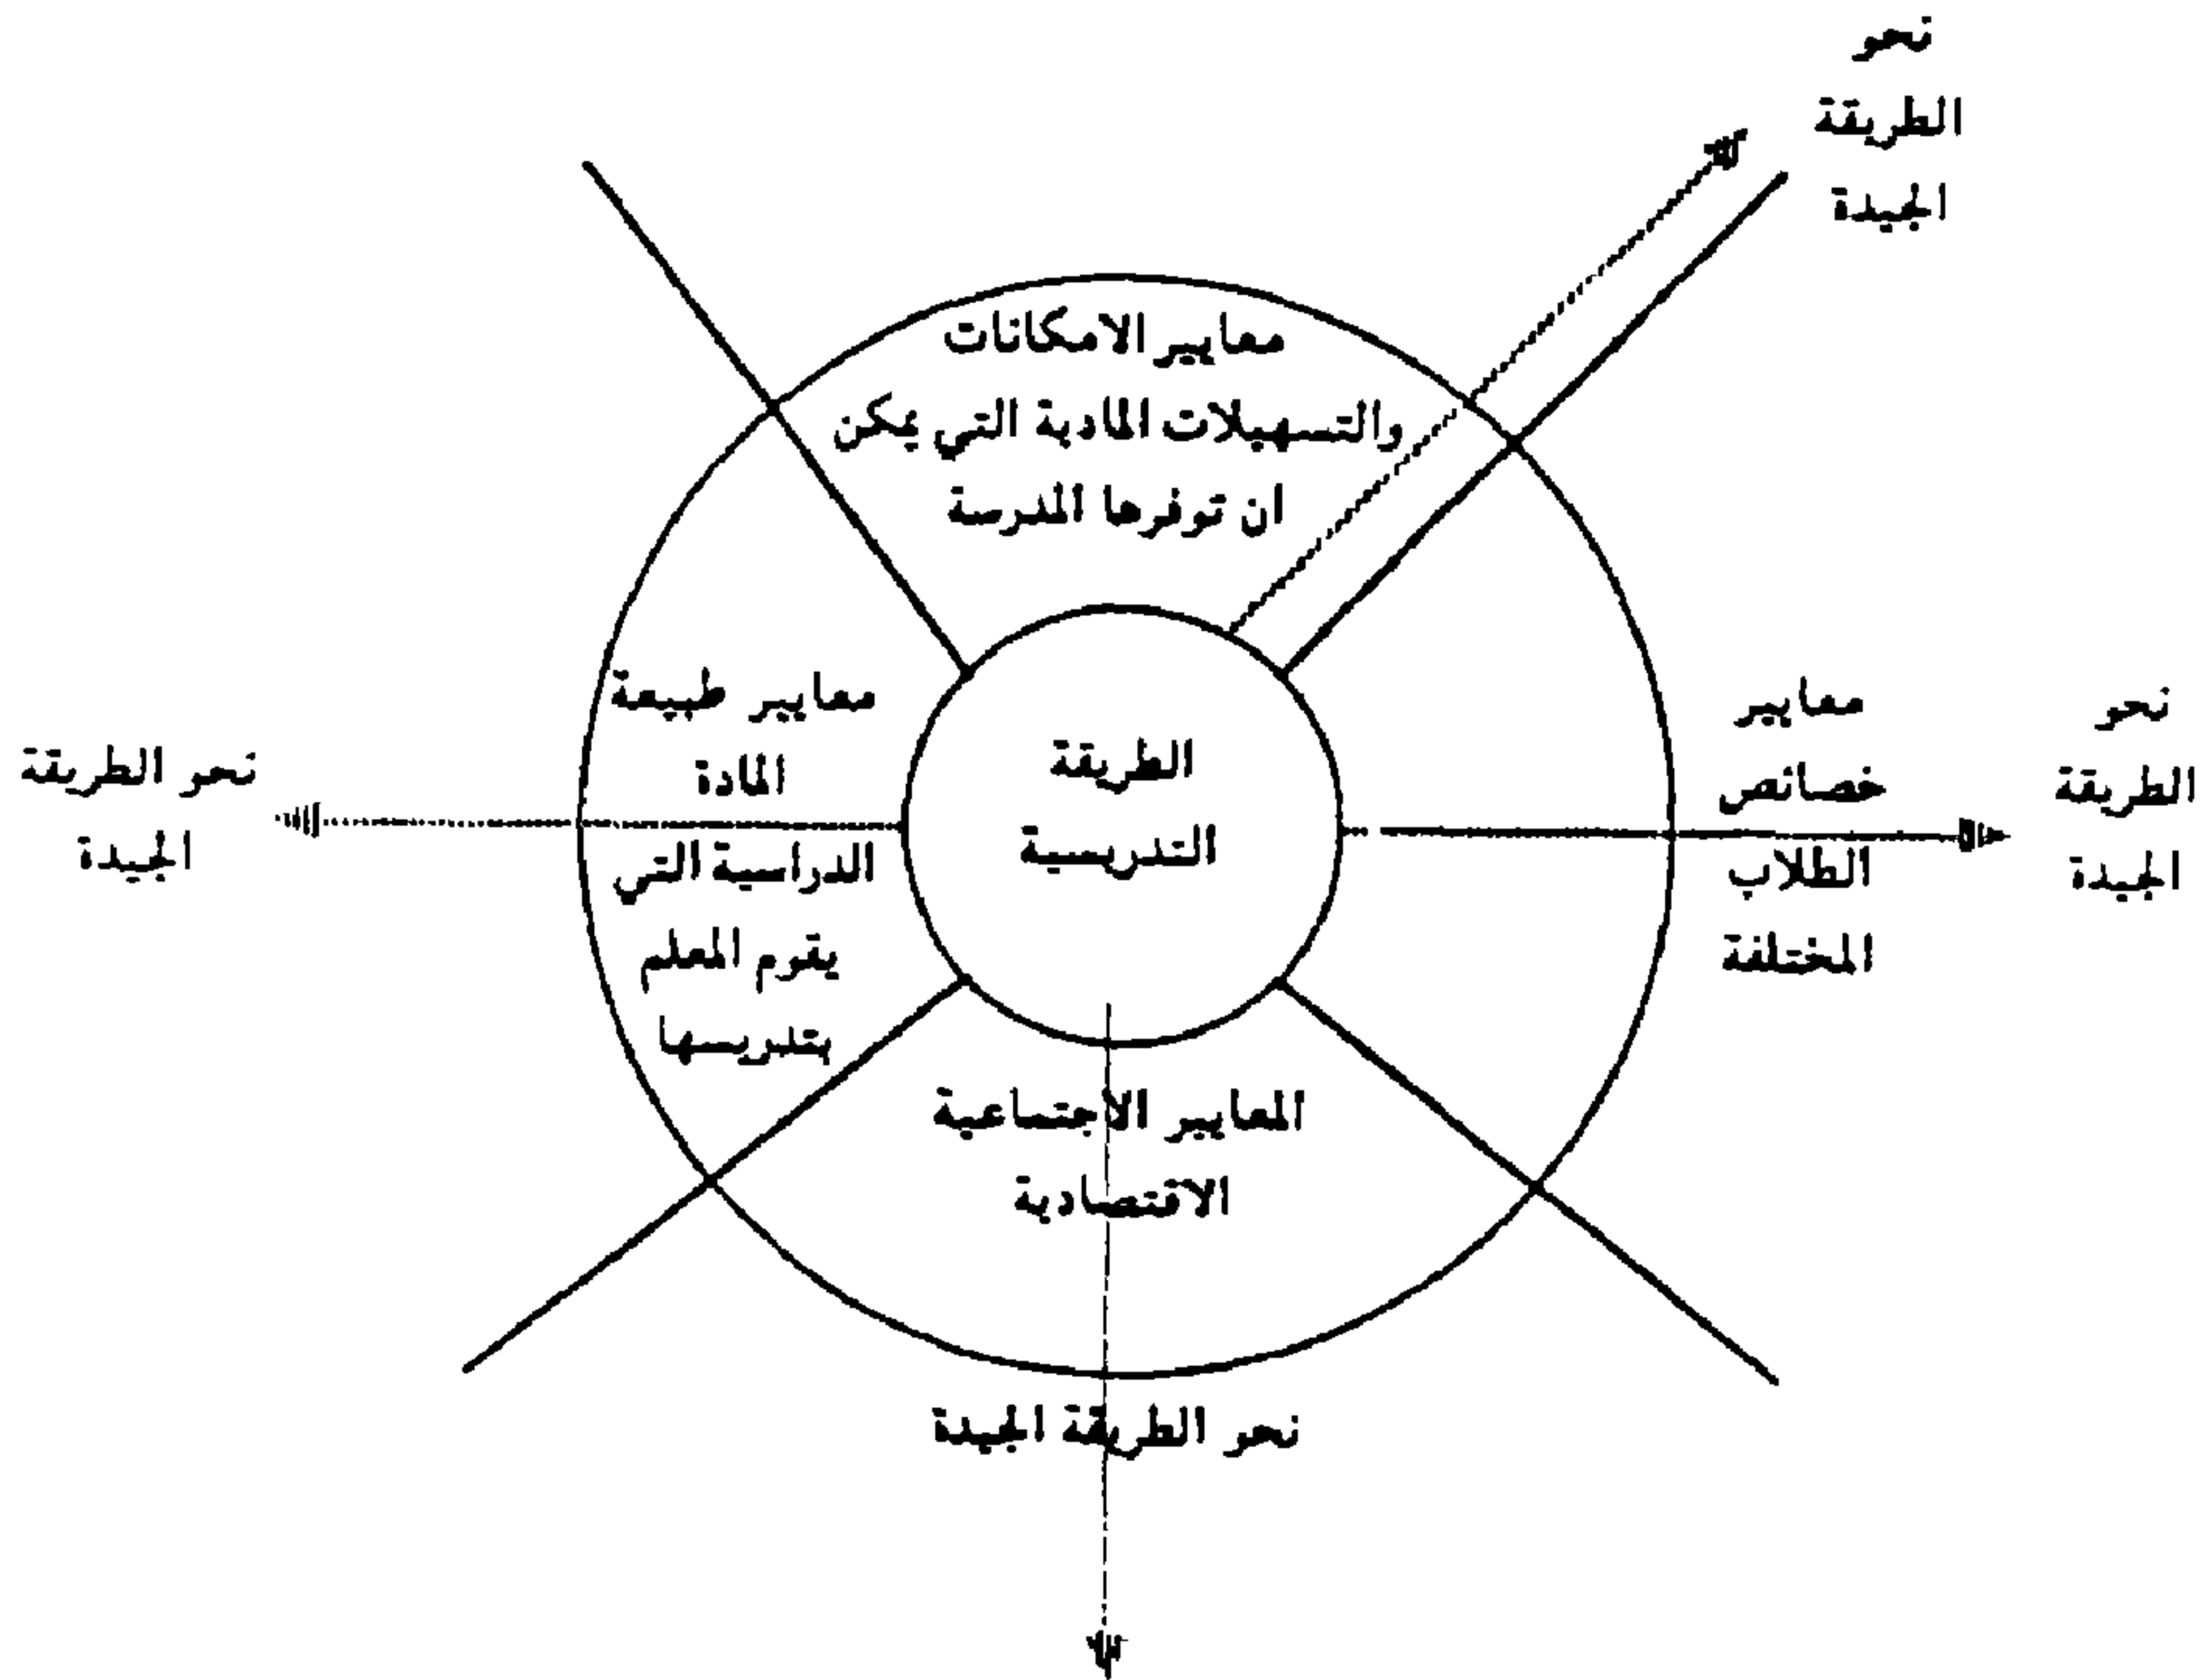 نحو
الطريقة
الجيدة
معايير الامكانات
والتسهيلات المادية التي يمكن
ان توفرها المدرسة
معايير
خصائص
الطلاب
المختلفة
نحو
الطريقة
الجيدة
الطريقة
التدريسية
معايير طبيعة
المادة
الدراسية التي
يقوم المعلم
بتدريسها
نحو الطريقة
الجيدة
المعايير الاجتماعية
الاقتصادية
نحو الطريقة الجيدة